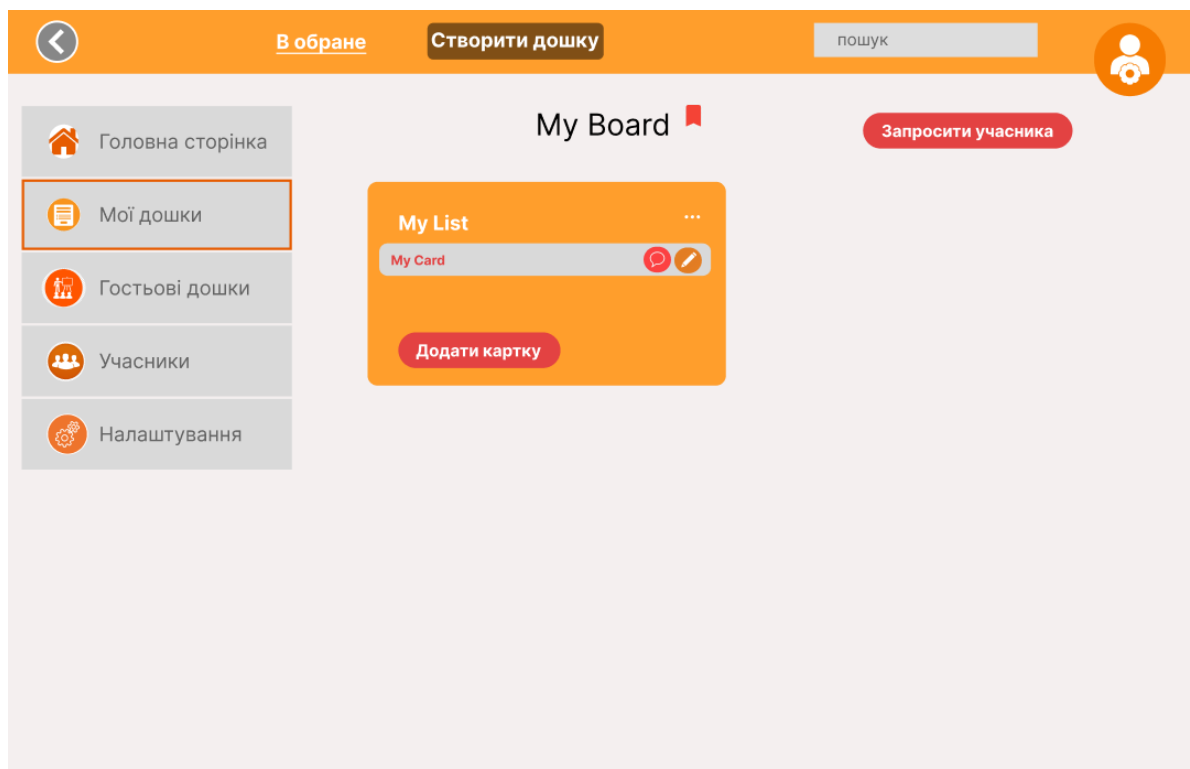 В обране
Створити дошку
пошук
Головна сторінка
Мої дошки
Гостьові дошки
Учасники
Налаштування
My Board
Запросити учасника
My List
...
My Card
Додати картку